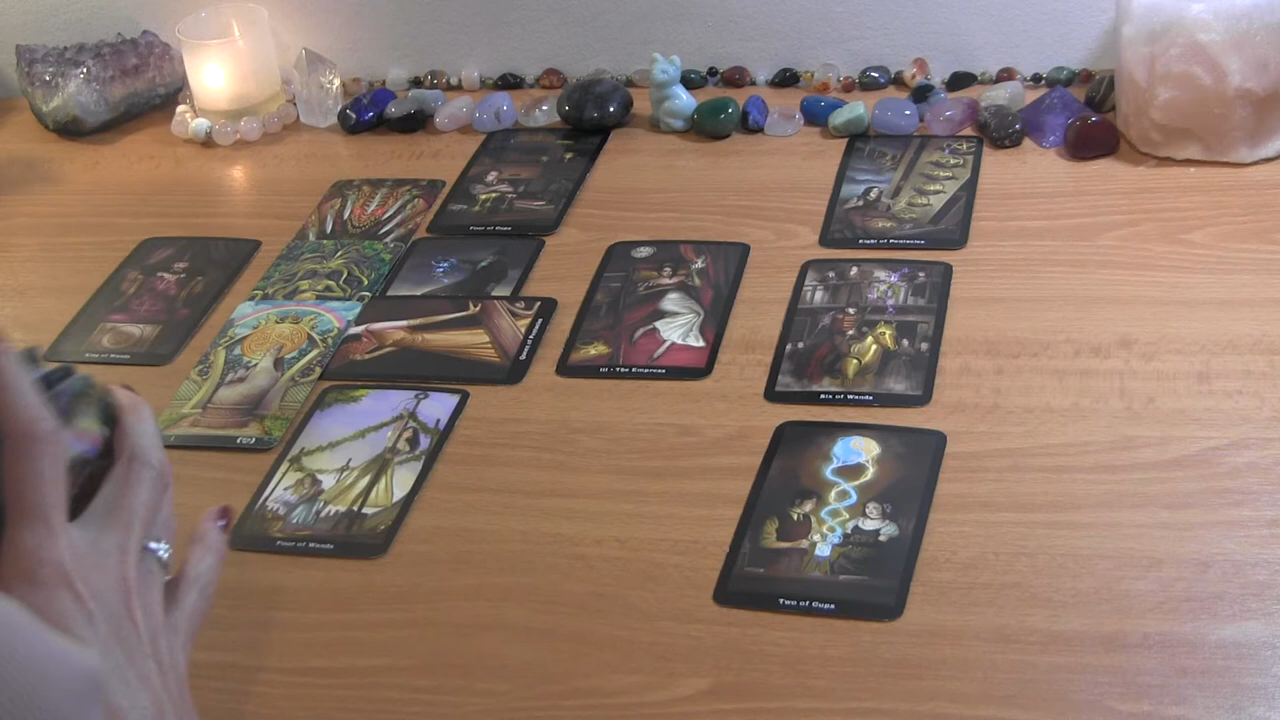 Four of Cups
Eight of Pentacles
King of Wands
Queen of Pentacles
III • The Empress
Six of Wands
Four of Wands
Two of Cups